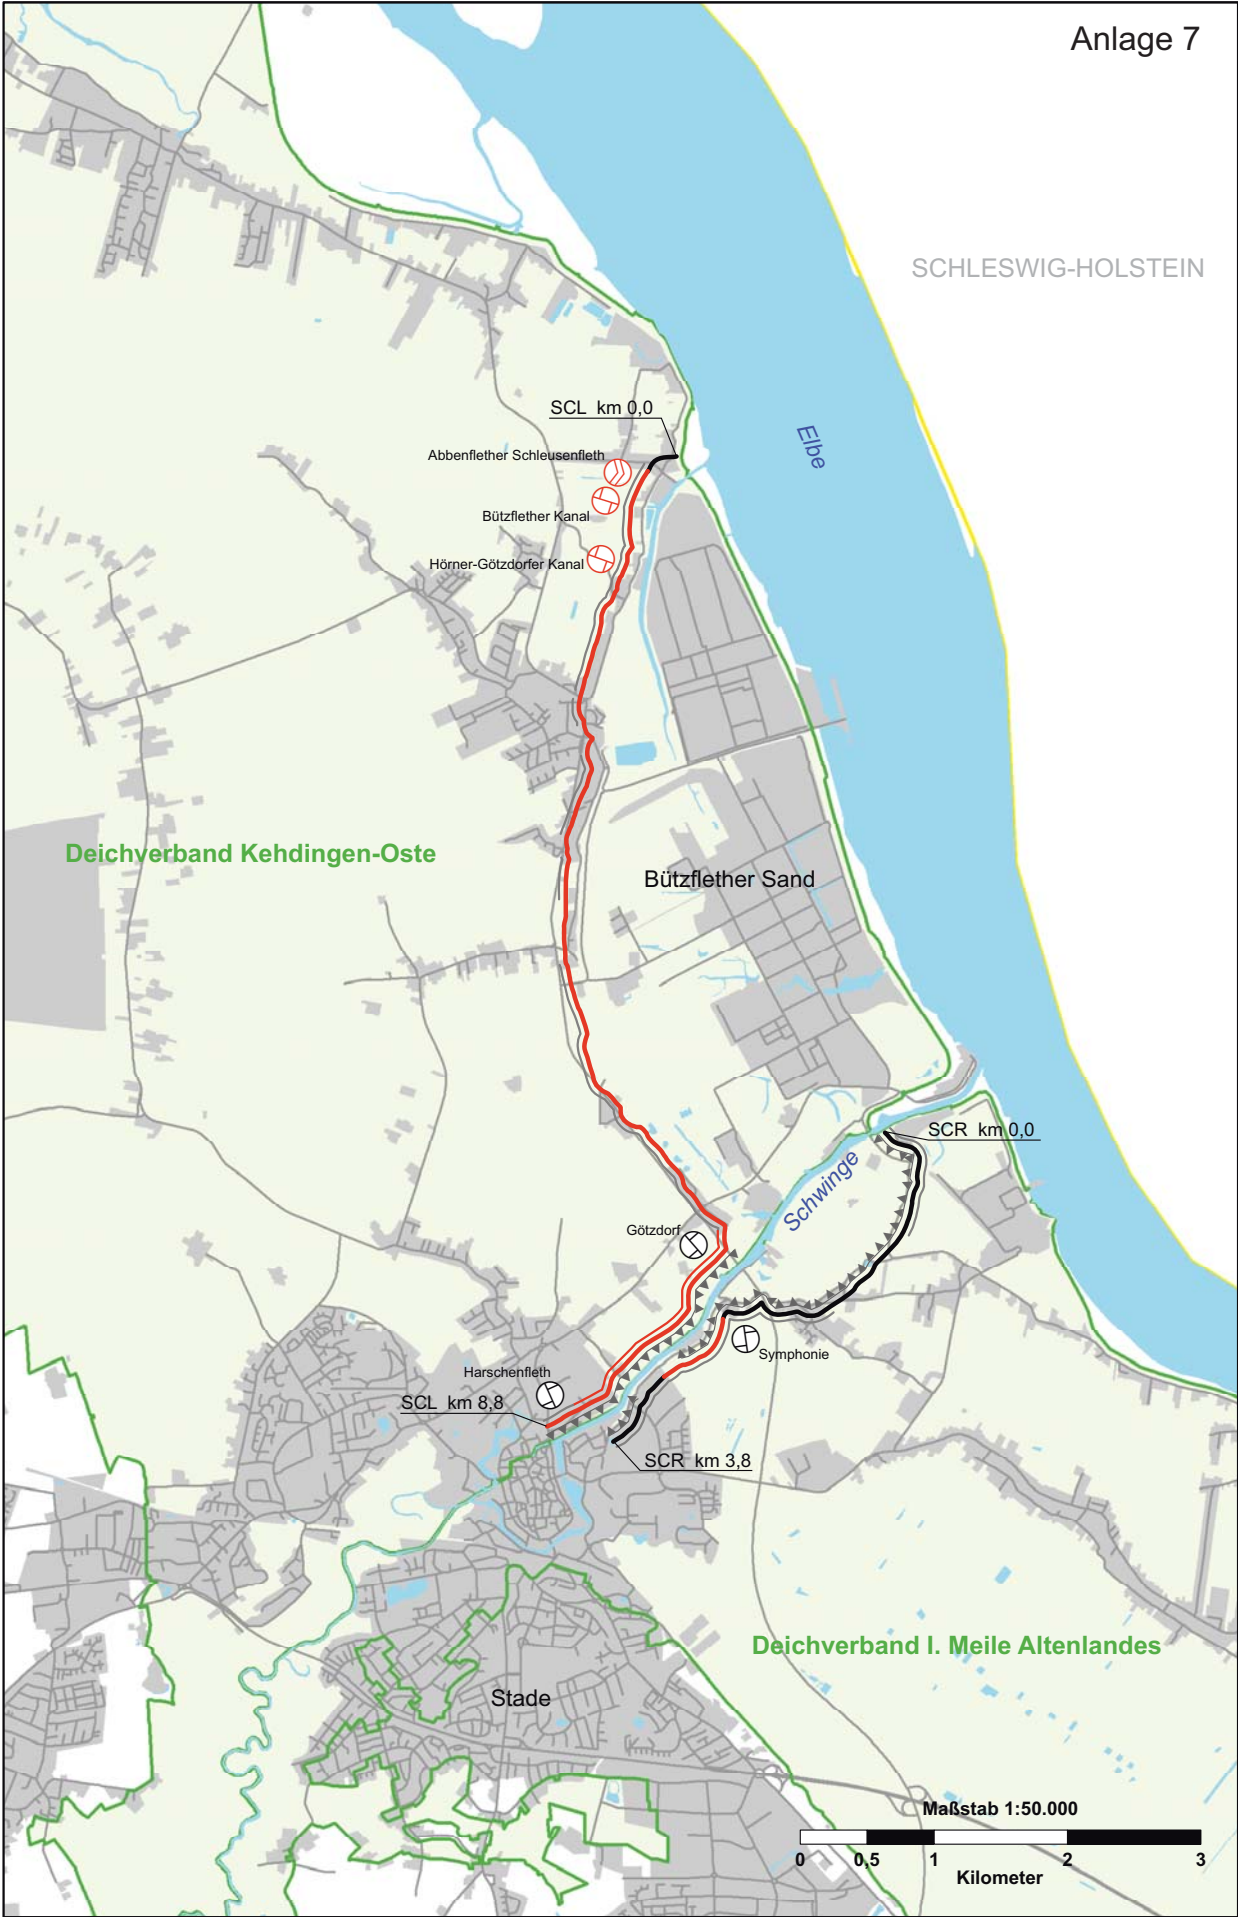 Anlage 7
SCHLESWIG-HOLSTEIN
SCL km 0,0
Elbe
Abbenflether Schleusenfleth
Bützflether Kanal
Hörner-Götzdorfer Kanal
Deichverband Kehdingen-Oste
Bützflether Sand
SCR km 0,0
Schwinge
Götzdorf
Symphonie
Harschenfleth
SCL km 8,8
SCR km 3,8
Deichverband I. Meile Altenlandes
Stade
Maßstab 1:50.000
0 0,5 1 2 3
Kilometer